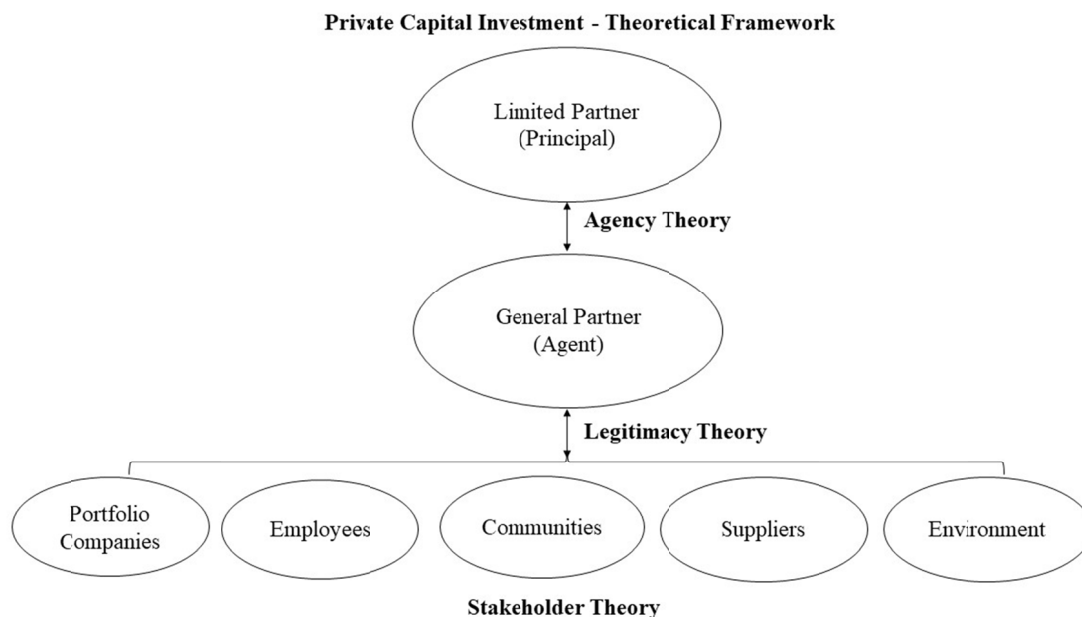 Private Capital Investment - Theoretical Framework
Limited Partner
(Principal)
Agency Theory
General Partner
(Agent)
Legitimacy Theory
Portfolio
Companies
Employees
Communities
Suppliers
Environment
Stakeholder Theory